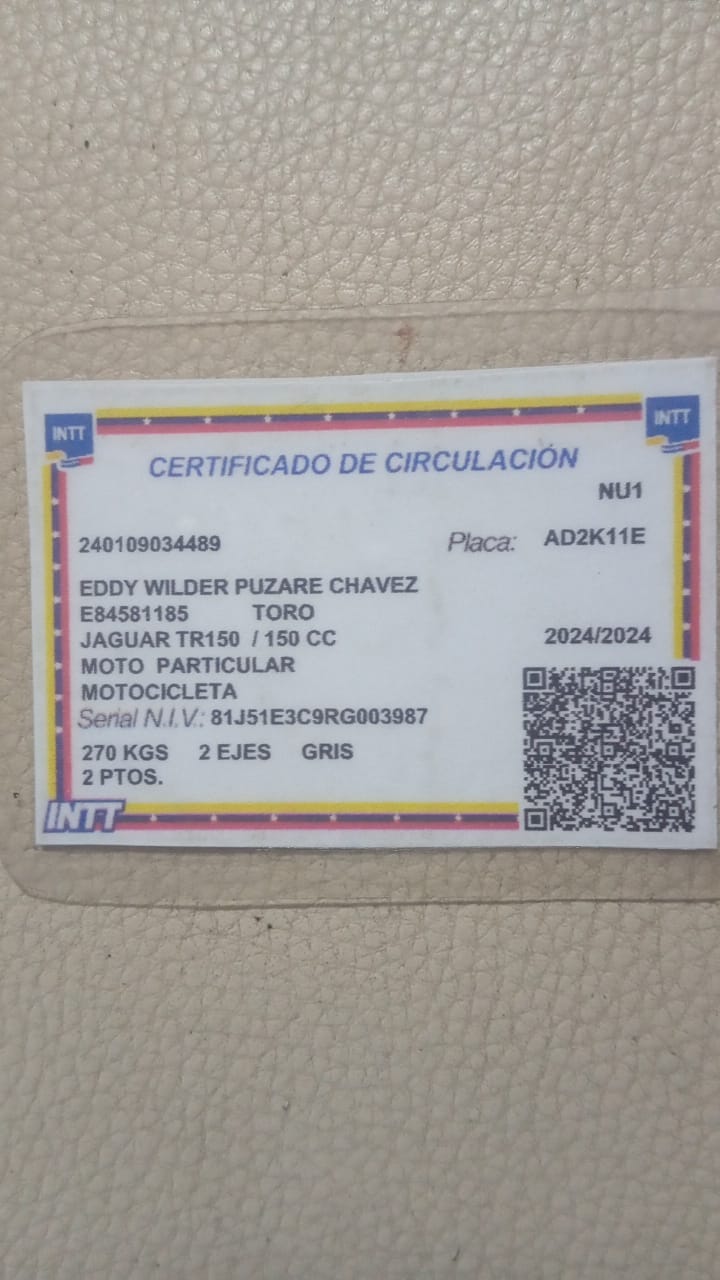 INTT
INTT
CERTIFICADO DE CIRCULACIÓN
NU1
240109034489 Placa: AD2K11E
EDDY WILDER PUZARE CHAVEZ
E84581185 TORO
JAGUAR TR150 / 150 CC 2024/2024
MOTO PARTICULAR
MOTOCICLETA
Serial N.I.V.: 81J51E3C9RG003987
270 KGS 2 EJES GRIS
2 PTOS.
INTT